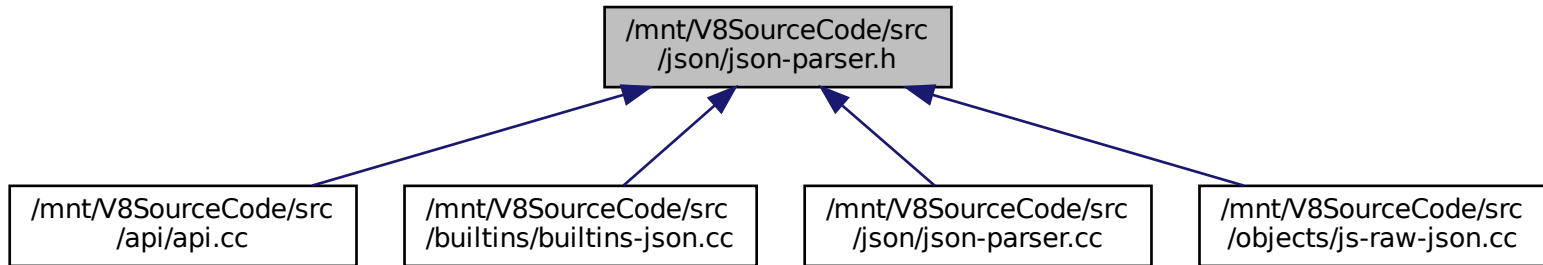 /mnt/V8SourceCode/src
/json/json-parser.h
/mnt/V8SourceCode/src
/api/api.cc
/mnt/V8SourceCode/src
/builtins/builtins-json.cc
/mnt/V8SourceCode/src
/json/json-parser.cc
/mnt/V8SourceCode/src
/objects/js-raw-json.cc